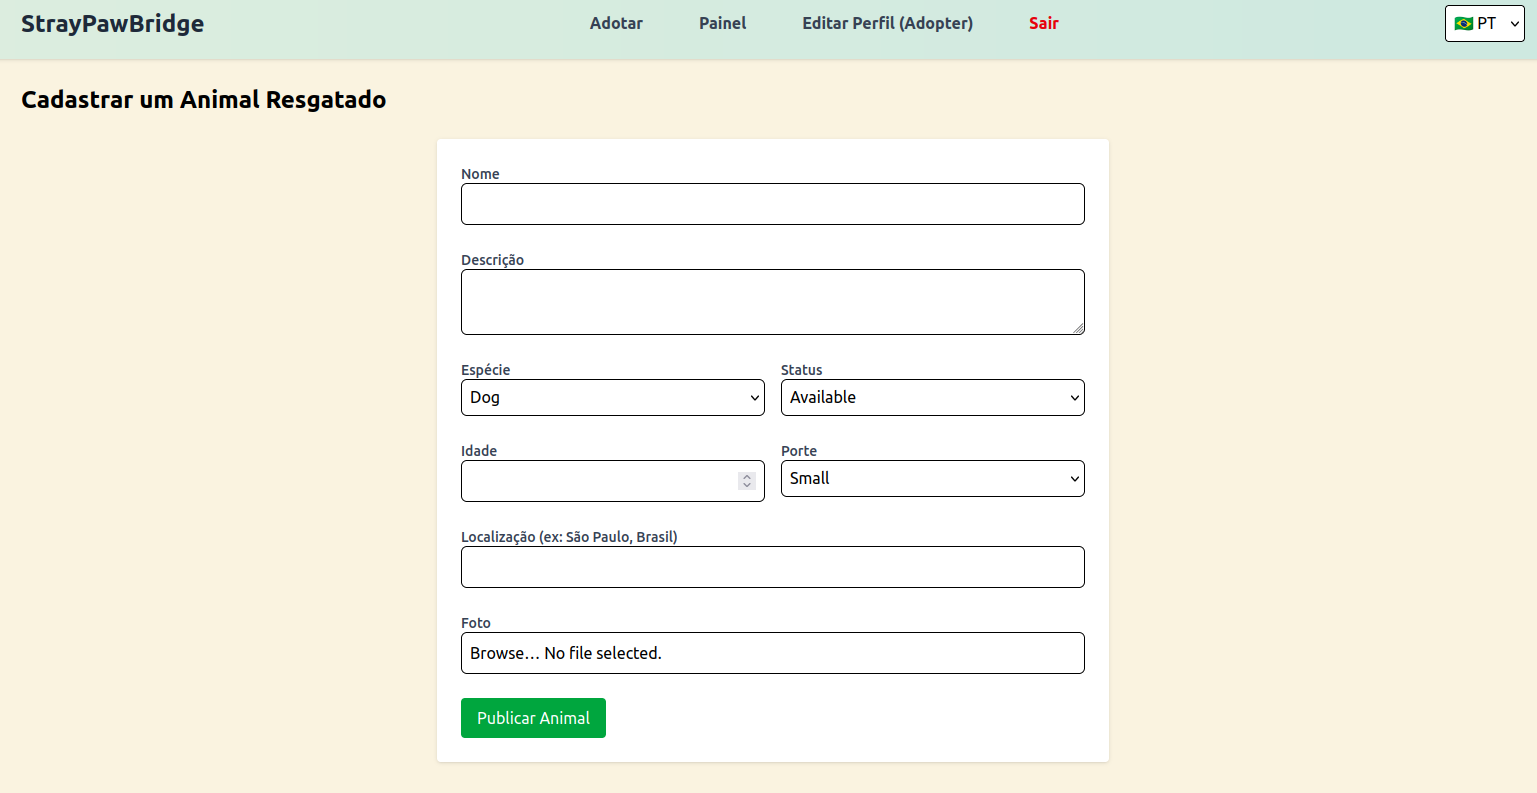 StrayPawBridge
Adotar
Painel
Editar Perfil (Adopter)
Sair
🇧🇷 PT
Cadastrar um Animal Resgatado
Nome
Descrição
Espécie
Status
Dog
Available
Idade
Porte
Small
Localização (ex: São Paulo, Brasil)
Foto
Browse… No file selected.
Publicar Animal